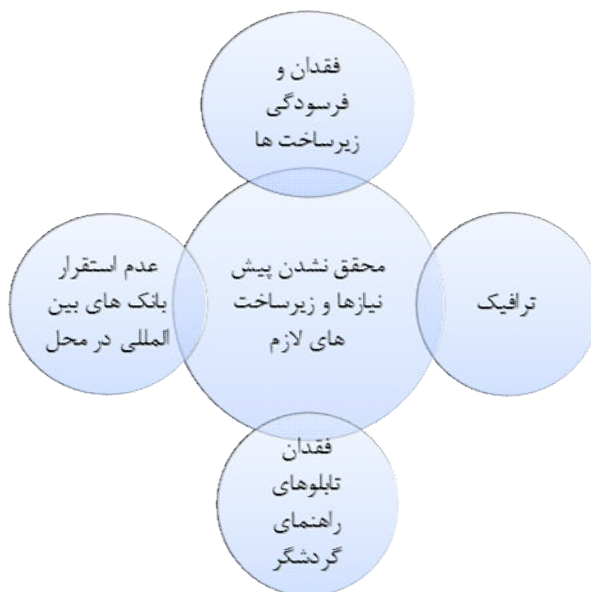 فقدان و
فرسودگی
زیرساخت ها
محقق نشدن پیش
نیازها و زیرساخت
های لازم
ترافیک
عدم استقرار
بانک های بین
المللی در محل
فقدان
تابلوهای
راهنمای
گردشگر